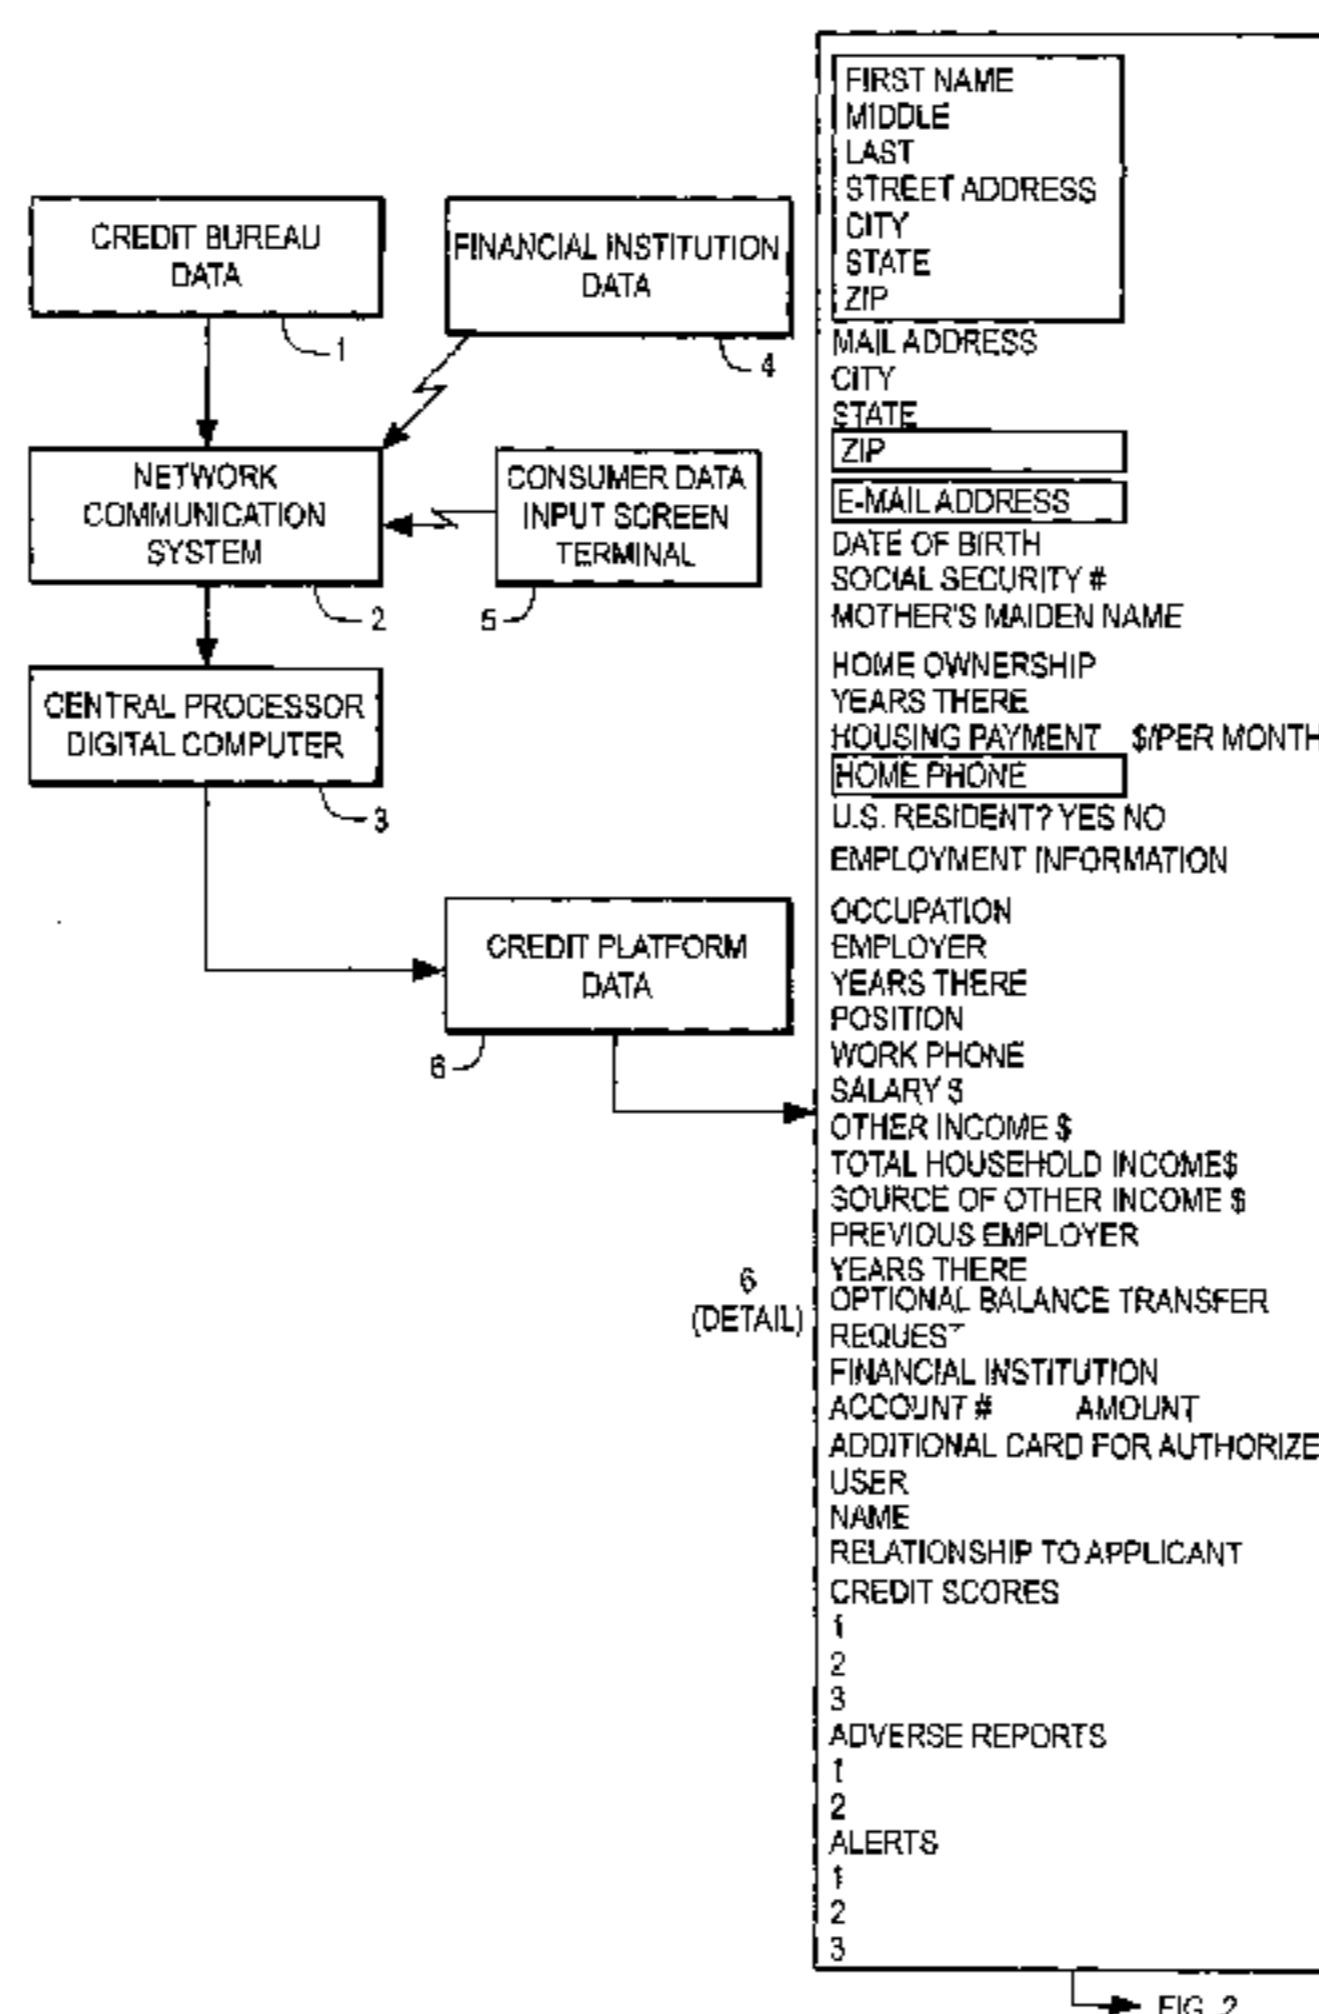 CREDIT BUREAU
DATA
1
FINANCIAL INSTITUTION
DATA
4
NETWORK
COMMUNICATION
SYSTEM
2
CONSUMER DATA
INPUT SCREEN
TERMINAL
5
CENTRAL PROCESSOR
DIGITAL COMPUTER
3
CREDIT PLATFORM
DATA
6
6
(DETAIL)
FIRST NAME
MIDDLE
LAST
STREET ADDRESS
CITY
STATE
ZIP
MAIL ADDRESS
CITY
STATE
ZIP
E-MAIL ADDRESS
DATE OF BIRTH
SOCIAL SECURITY #
MOTHER'S MAIDEN NAME
HOME OWNERSHIP
YEARS THERE
HOUSING PAYMENT $/PER MONTH
HOME PHONE
U.S. RESIDENT? YES NO
EMPLOYMENT INFORMATION
OCCUPATION
EMPLOYER
YEARS THERE
POSITION
WORK PHONE
SALARY $
OTHER INCOME $
TOTAL HOUSEHOLD INCOME$
SOURCE OF OTHER INCOME $
PREVIOUS EMPLOYER
YEARS THERE
OPTIONAL BALANCE TRANSFER
REQUEST
FINANCIAL INSTITUTION
ACCOUNT # AMOUNT
ADDITIONAL CARD FOR AUTHORIZE
USER
NAME
RELATIONSHIP TO APPLICANT
CREDIT SCORES
1
2
3
ADVERSE REPORTS
1
2
ALERTS
1
2
3
FIG. 2